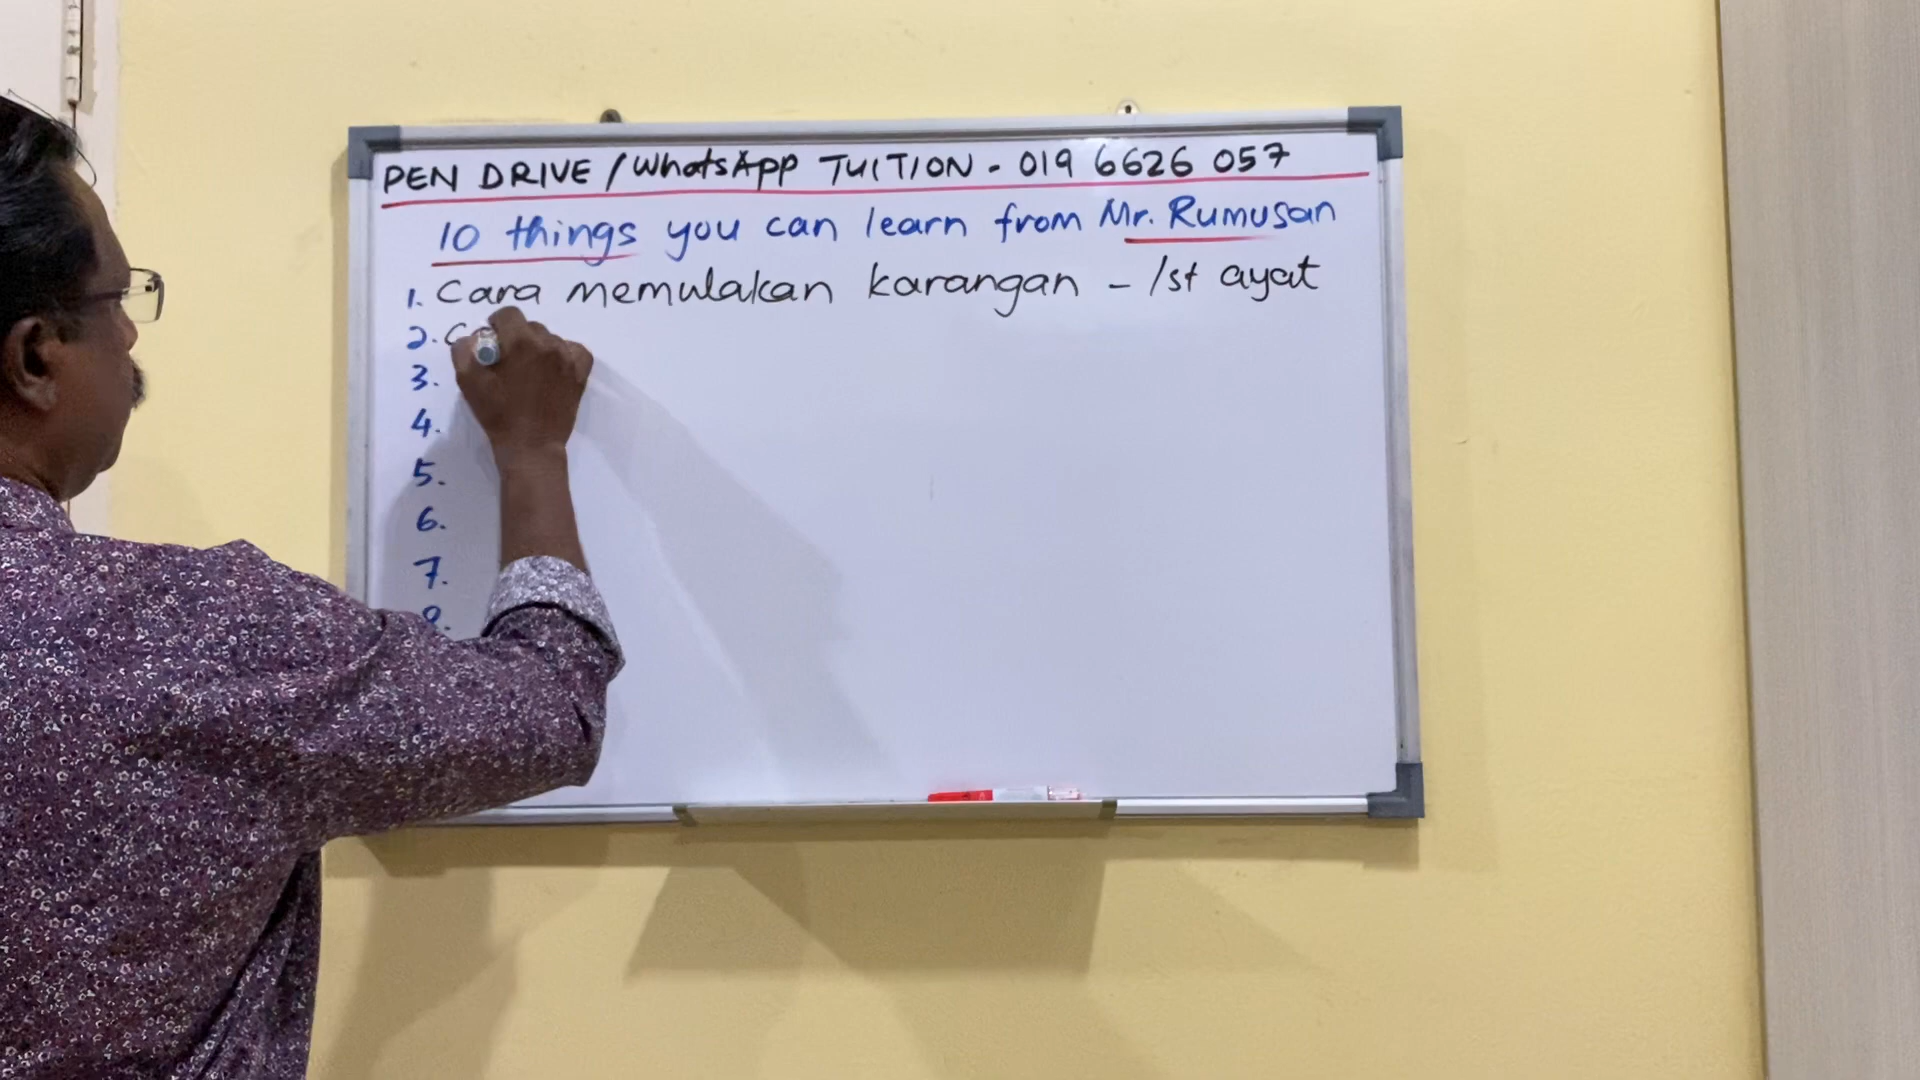 PEN DRIVE / WhatsApp TUITION - 019 6626 057
10 things you can learn from Mr. Rumusan
1. Cara memulakan karangan - 1st ayat
2.
3.
4.
5.
6.
7.